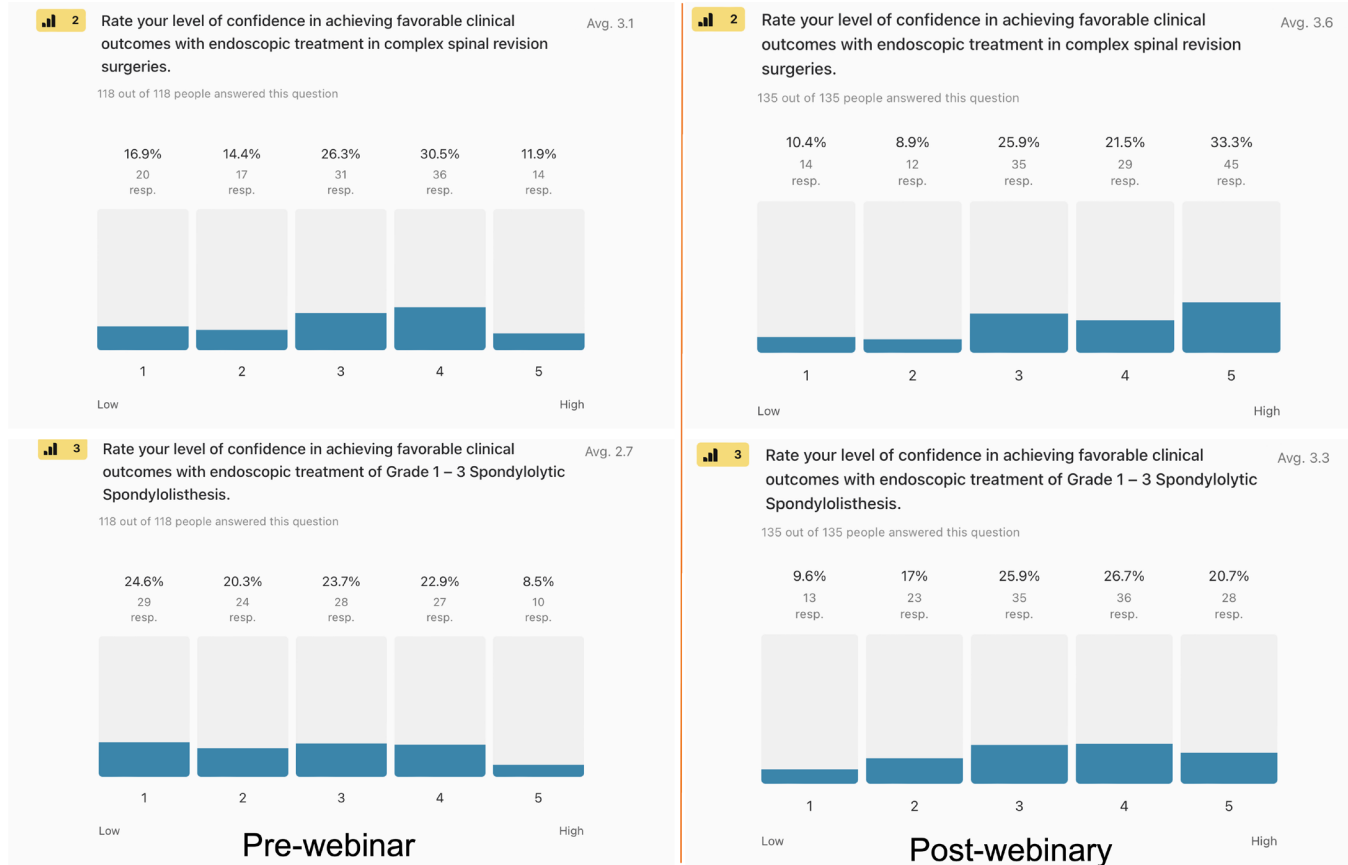 2
Rate your level of confidence in achieving favorable clinical
outcomes with endoscopic treatment in complex spinal revision
surgeries.
Avg. 3.1
118 out of 118 people answered this question
16.9% 14.4% 26.3% 30.5% 11.9%
20 17 31 36 14
resp. resp. resp. resp. resp.
1 2 3 4 5
Low High
3
Rate your level of confidence in achieving favorable clinical
outcomes with endoscopic treatment of Grade 1 – 3 Spondylolytic
Spondylolisthesis.
Avg. 2.7
118 out of 118 people answered this question
24.6% 20.3% 23.7% 22.9% 8.5%
29 24 28 27 10
resp. resp. resp. resp. resp.
1 2 3 4 5
Low High
Pre-webinar
2
Rate your level of confidence in achieving favorable clinical
outcomes with endoscopic treatment in complex spinal revision
surgeries.
Avg. 3.6
135 out of 135 people answered this question
10.4% 8.9% 25.9% 21.5% 33.3%
14 12 35 29 45
resp. resp. resp. resp. resp.
1 2 3 4 5
Low High
3
Rate your level of confidence in achieving favorable clinical
outcomes with endoscopic treatment of Grade 1 – 3 Spondylolytic
Spondylolisthesis.
Avg. 3.3
135 out of 135 people answered this question
9.6% 17% 25.9% 26.7% 20.7%
13 23 35 36 28
resp. resp. resp. resp. resp.
1 2 3 4 5
Low High
Post-webinary